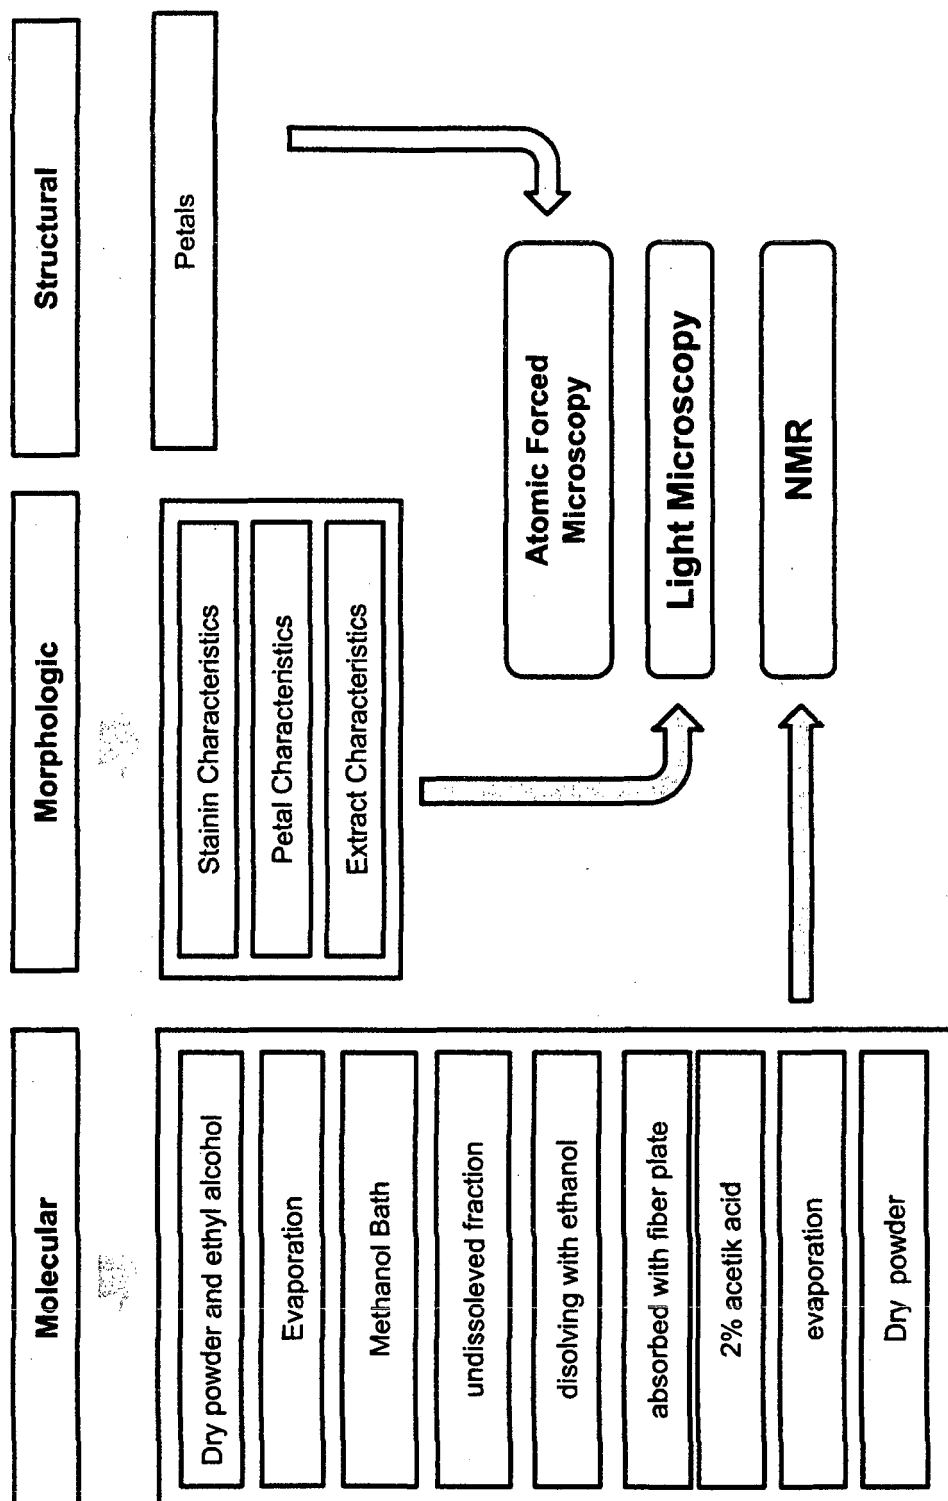 Molecular
Dry powder and ethyl alcohol
Evaporation
Methanol Bath
undissoleved fraction
disolving with ethanol
absorbed with fiber plate
2% acetik acid
evaporation
Dry powder
Morphologic
Stainin Characteristics
Petal Characteristics
Extract Characteristics
Structural
Petals
Atomic Forced
Microscopy
Light Microscopy
NMR